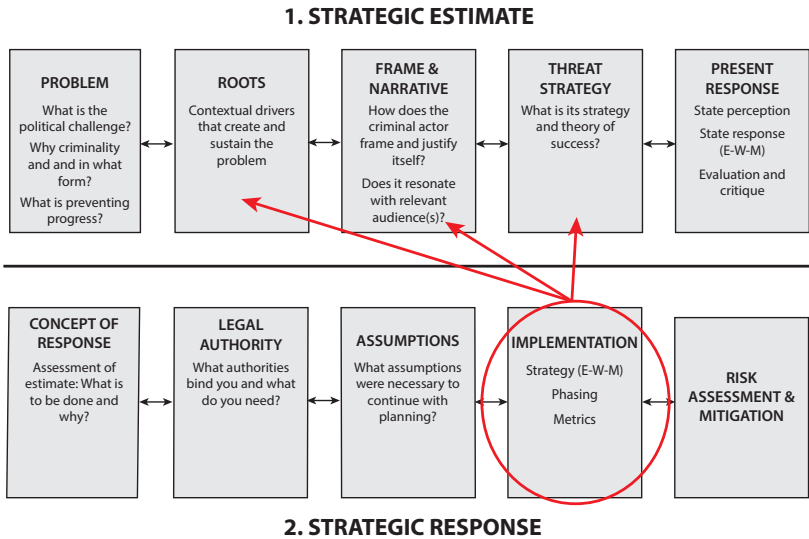 1. STRATEGIC ESTIMATE
PROBLEM
What is the
political challenge?
Why criminality
and and in what
form?
What is preventing
progress?
ROOTS
Contextual drivers
that create and
sustain the
problem
FRAME &
NARRATIVE
How does the
criminal actor
frame and justify
itself?
Does it resonate
with relevant
audience(s)?
THREAT
STRATEGY
What is its strategy
and theory of
success?
PRESENT
RESPONSE
State perception
State response
(E-W-M)
Evaluation and
critique
CONCEPT OF
RESPONSE
Assessment of
estimate: What is
to be done and
why?
LEGAL
AUTHORITY
What authorities
bind you and what
do you need?
ASSUMPTIONS
What assumptions
were necessary to
continue with
planning?
IMPLEMENTATION
Strategy (E-W-M)
Phasing
Metrics
RISK
ASSESSMENT &
MITIGATION
2. STRATEGIC RESPONSE